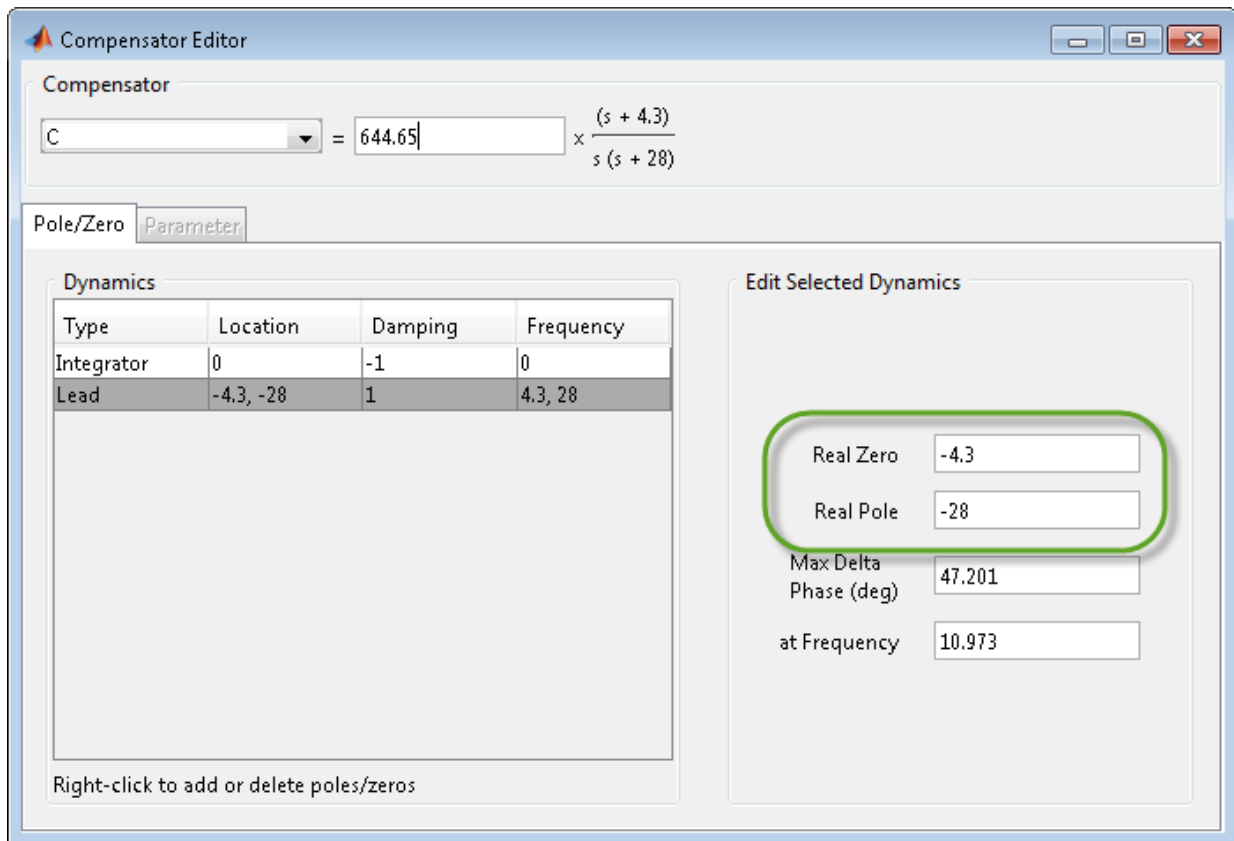 Compensator Editor
Compensator
C = 644.65 x (s + 4.3)
s (s + 28)
Pole/Zero Parameter
Dynamics
Type Location Damping Frequency
Integrator 0 -1 0
Lead -4.3, -28 1 4.3, 28
Right-click to add or delete poles/zeros
Edit Selected Dynamics
Real Zero -4.3
Real Pole -28
Max Delta
Phase (deg) 47.201
at Frequency 10.973